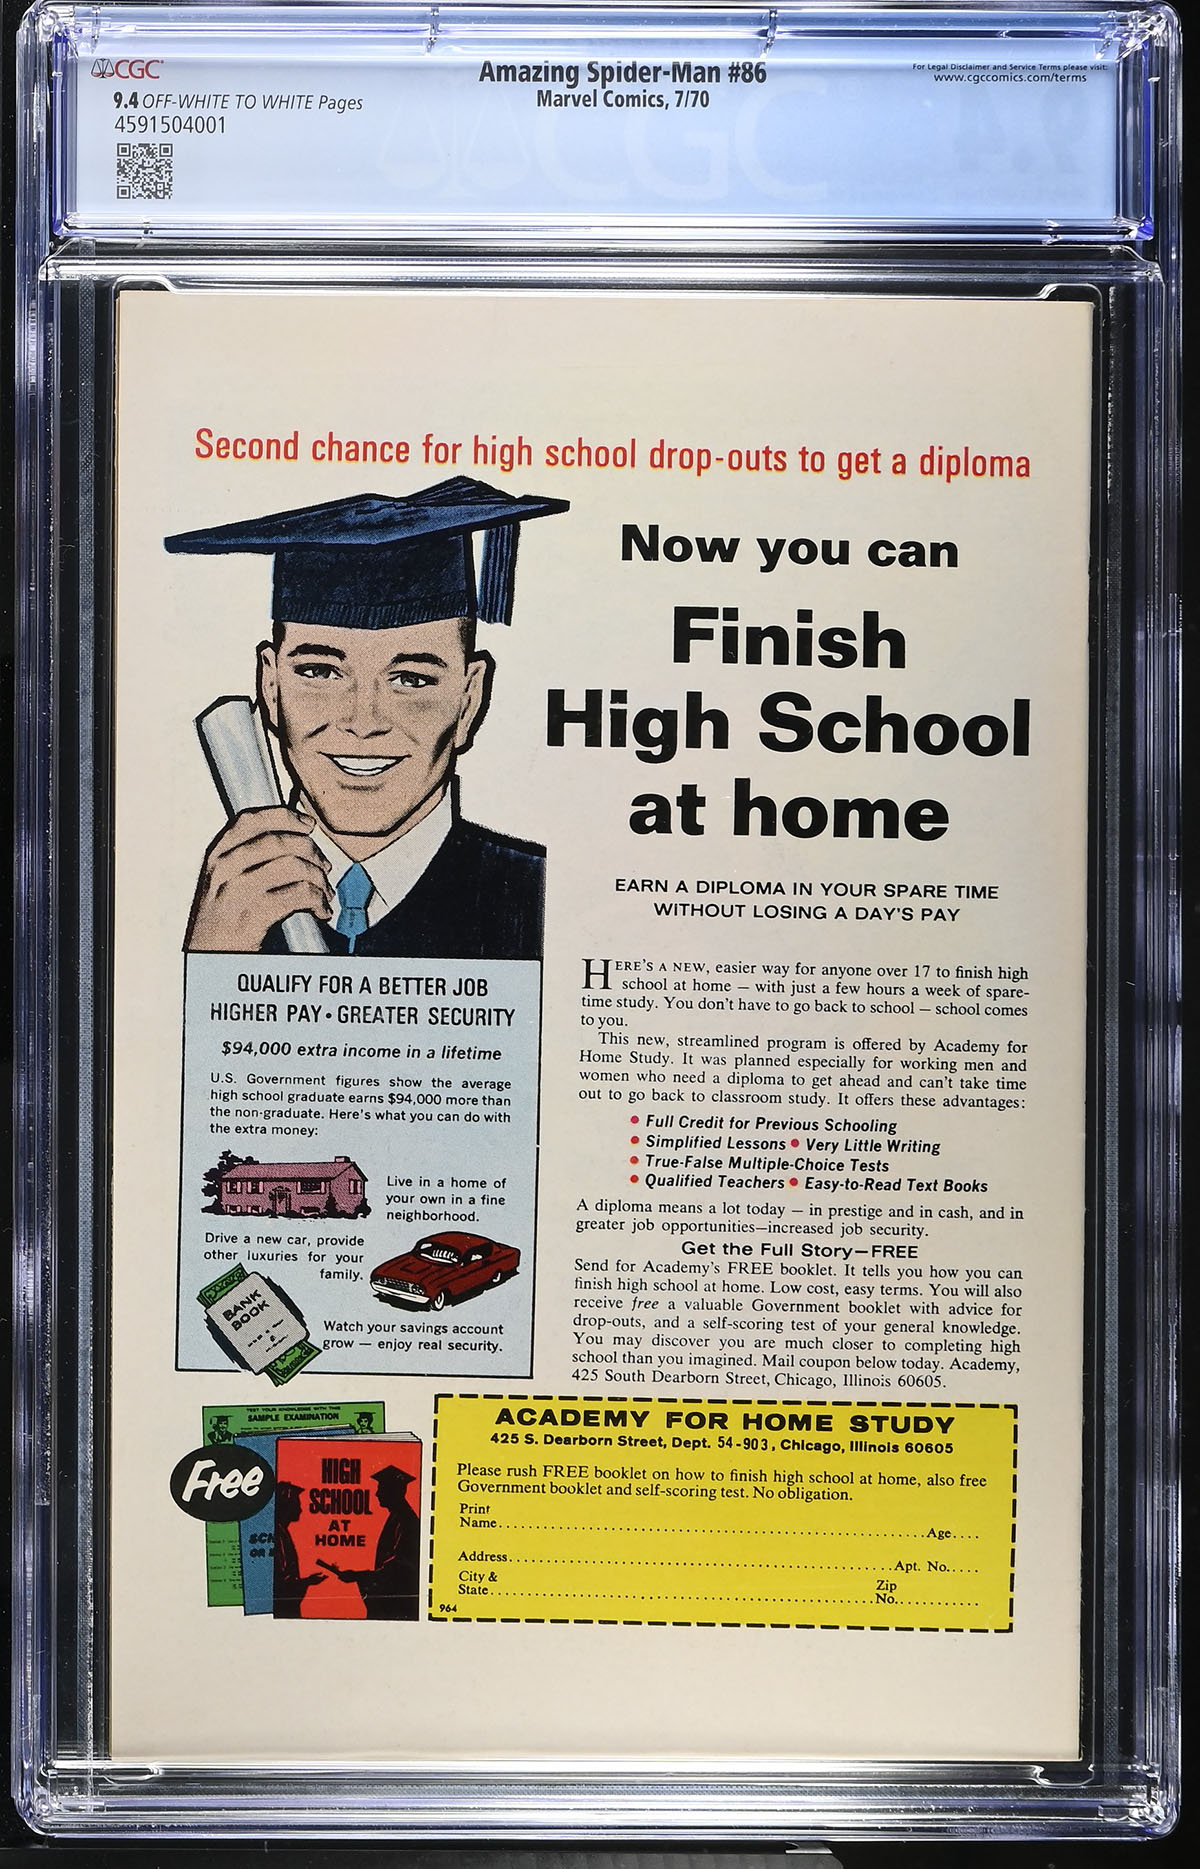 CGC
Amazing Spider-Man #86
For Legal Disclaimer and Service Terms please visit:
www.cgccomics.com/terms
9.4 OFF-WHITE TO WHITE Pages
Marvel Comics, 7/70
4591504001
CGC
Second chance for high school drop-outs to get a diploma
Now you can
Finish
High School
at home
EARN A DIPLOMA IN YOUR SPARE TIME
WITHOUT LOSING A DAY'S PAY
HERE'S A NEW, easier way for anyone over 17 to finish high
school at home — with just a few hours a week of spare-
time study. You don't have to go back to school — school comes
to you.
This new, streamlined program is offered by Academy for
Home Study. It was planned especially for working men and
women who need a diploma to get ahead and can't take time
out to go back to classroom study. It offers these advantages:
• Full Credit for Previous Schooling
• Simplified Lessons • Very Little Writing
• True-False Multiple-Choice Tests
• Qualified Teachers • Easy-to-Read Text Books
A diploma means a lot today — in prestige and in cash, and in
greater job opportunities—increased job security.
Get the Full Story—FREE
Send for Academy's FREE booklet. It tells you how you can
finish high school at home. Low cost, easy terms. You will also
receive free a valuable Government booklet with advice for
drop-outs, and a self-scoring test of your general knowledge.
You may discover you are much closer to completing high
school than you imagined. Mail coupon below today. Academy,
425 South Dearborn Street, Chicago, Illinois 60605.
QUALIFY FOR A BETTER JOB
HIGHER PAY • GREATER SECURITY
$94,000 extra income in a lifetime
U.S. Government figures show the average
high school graduate earns $94,000 more than
the non-graduate. Here's what you can do with
the extra money:
Live in a home of
your own in a fine
neighborhood.
Drive a new car, provide
other luxuries for your
family.
BANK
BOOK
Watch your savings account
grow — enjoy real security.
TEST YOUR KNOWLEDGE WITH THIS
SAMPLE EXAMINATION
Free
HIGH
SCHOOL
AT
HOME
ACADEMY FOR HOME STUDY
425 S. Dearborn Street, Dept. 54-903, Chicago, Illinois 60605
Please rush FREE booklet on how to finish high school at home, also free
Government booklet and self-scoring test. No obligation.
Print
Name..........Age....
Address..........Apt. No.....
City & Zip
State..........No..........
964